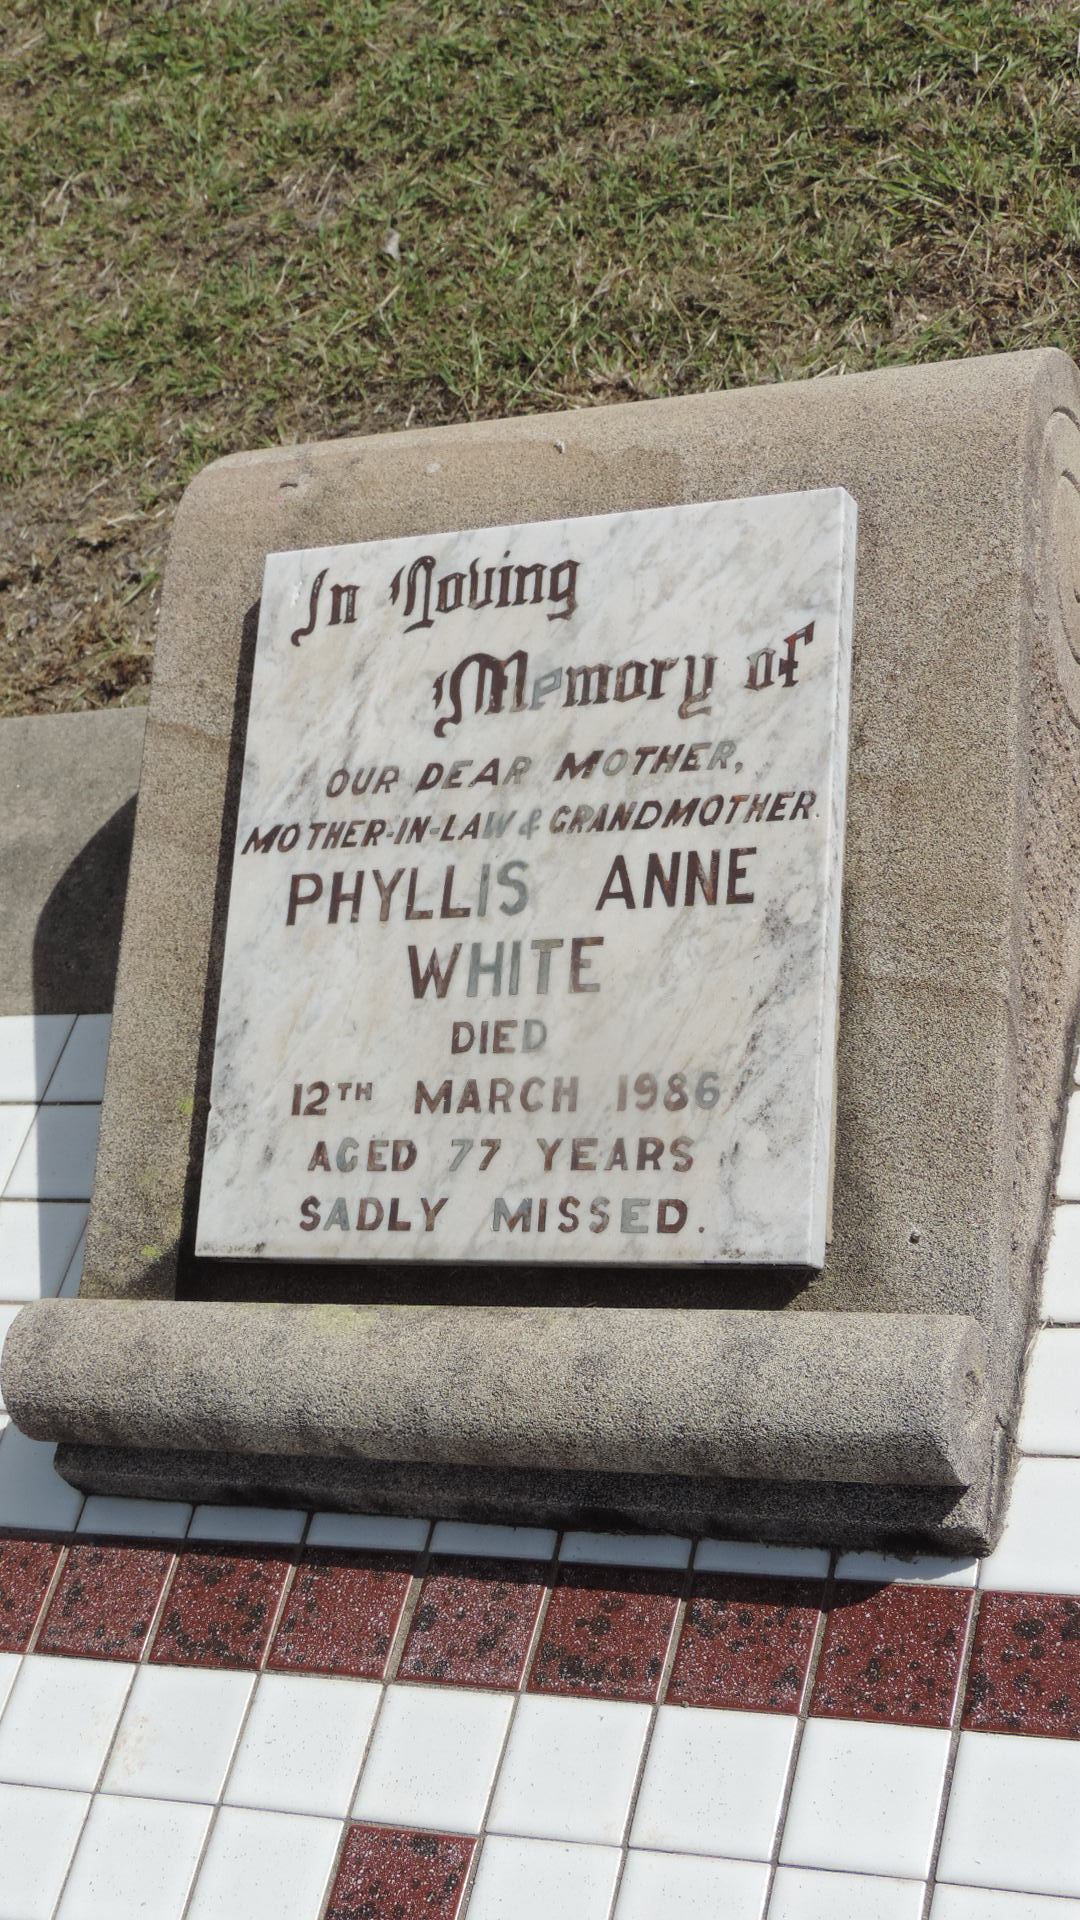 In Loving
Memory of
OUR DEAR MOTHER,
MOTHER-IN-LAW & GRANDMOTHER.
PHYLLIS ANNE
WHITE
DIED
12TH MARCH 1986
AGED 77 YEARS
SADLY MISSED.